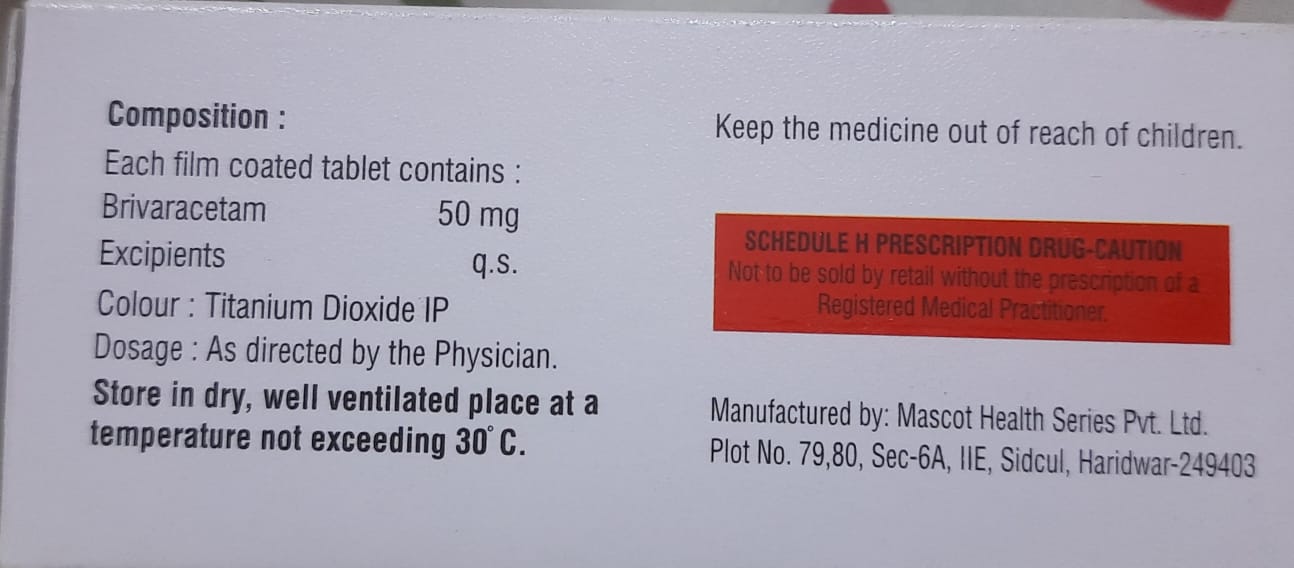 Composition :
Each film coated tablet contains :
Brivaracetam 50 mg
Excipients q.s.
Colour : Titanium Dioxide IP
Dosage : As directed by the Physician.
Store in dry, well ventilated place at a
temperature not exceeding 30° C.
Keep the medicine out of reach of children.
SCHEDULE H PRESCRIPTION DRUG-CAUTION
Not to be sold by retail without the prescription of a
Registered Medical Practitioner.
Manufactured by: Mascot Health Series Pvt. Ltd.
Plot No. 79,80, Sec-6A, IIE, Sidcul, Haridwar-249403